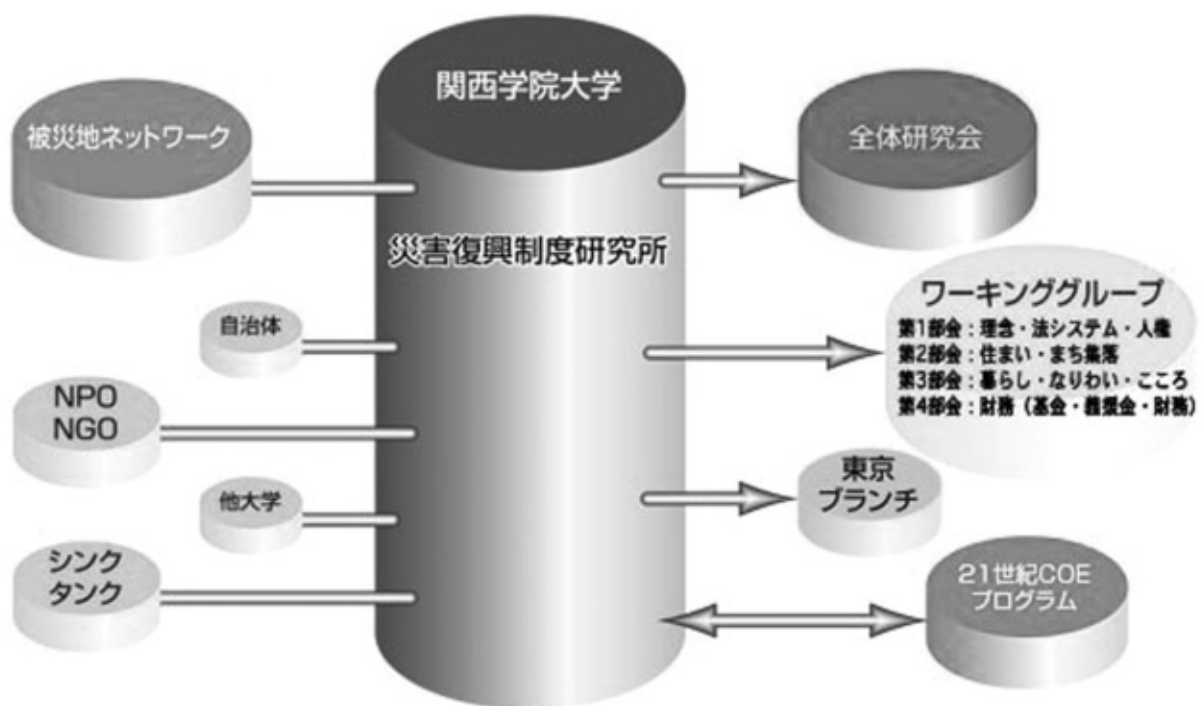 関西学院大学
災害復興制度研究所
被災地ネットワーク
自治体
NPO
NGO
他大学
シンク
タンク
全体研究会
ワーキンググループ
第1部会：理念・法システム・人権
第2部会：住まい・まち集落
第3部会：暮らし・なりわい・こころ
第4部会：財務（基金・義援金・財務）
東京
ブランチ
21世紀COE
プログラム